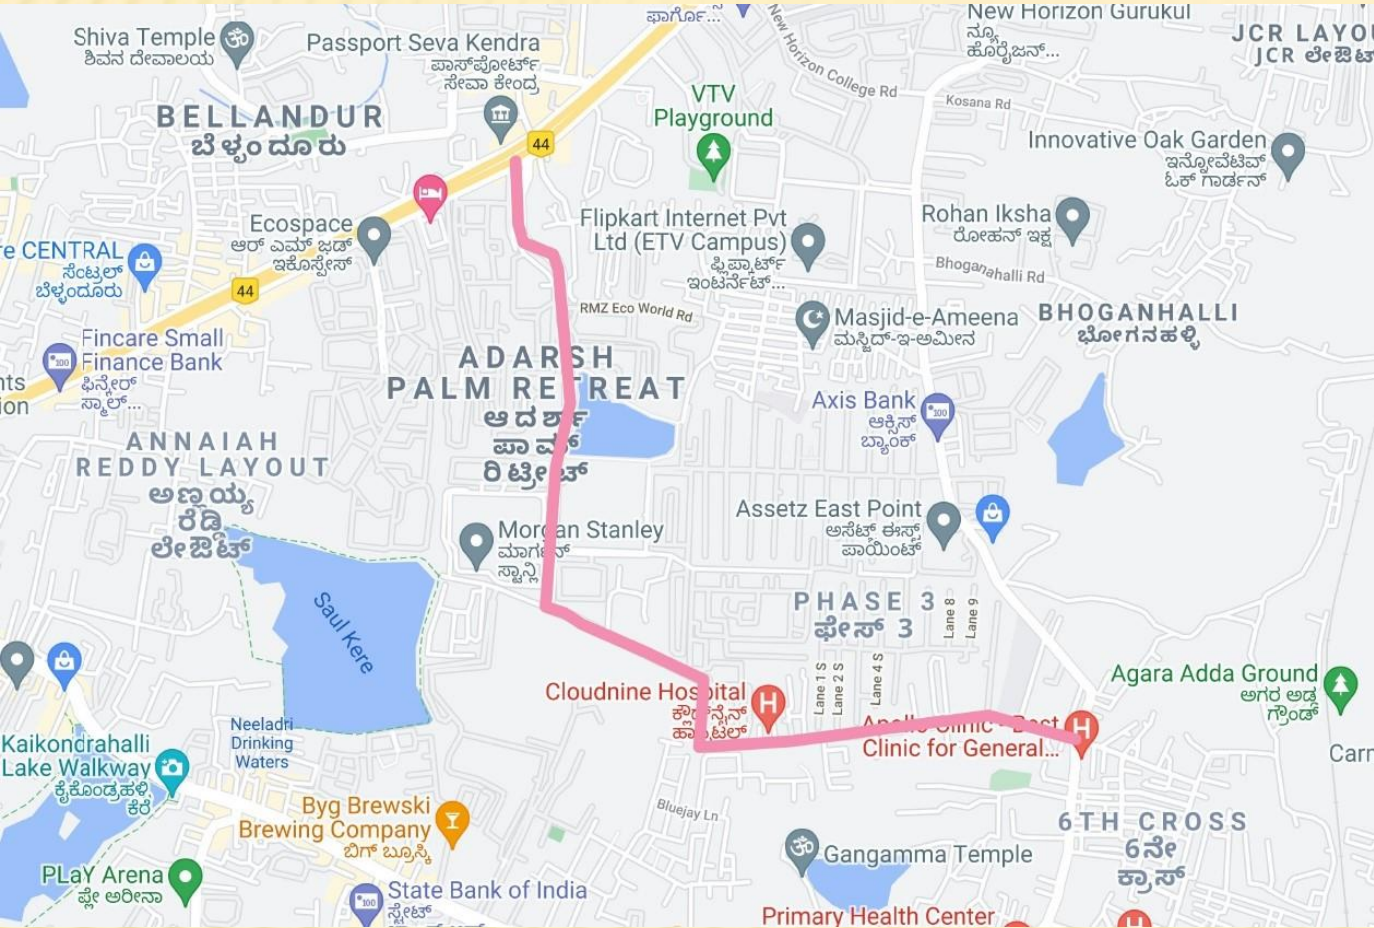 ಫಾರ್ಗೊ...
New Horizon Gurukul
ನ್ಯೂ
ಹೊರೈಜನ್...
JCR ಲೇಔಟ್
Shiva Temple
ಶಿವನ ದೇವಾಲಯ
Passport Seva Kendra
ಪಾಸ್‌ಪೋರ್ಟ್
ಸೇವಾ ಕೇಂದ್ರ
New Horizon College Rd
Kosana Rd
VTV
Playground
BELLANDUR
ಬೆಳ್ಳಂದೂರು
44
Innovative Oak Garden
ಇನ್ನೋವೆಟಿವ್
ಓಕ್ ಗಾರ್ಡನ್
Ecospace
ಆರ್ ಎಮ್ ಜಡ್
ಇಕೊಸ್ಪೇಸ್
Flipkart Internet Pvt
Ltd (ETV Campus)
ಫ್ಲಿಪ್ಕಾರ್ಟ್
ಇಂಟರ್ನೆಟ್...
Rohan Iksha
ರೋಹನ್ ಇಕ್ಷ
CENTRAL
ಸೆಂಟ್ರಲ್
ಬೆಳ್ಳಂದೂರು
44
Bhoganahalli Rd
RMZ Eco World Rd
Masjid-e-Ameena
ಮಸ್ಜಿದ್-ಇ-ಅಮೀನ
BHOGANHALLI
ಭೋಗನಹಳ್ಳಿ
Fincare Small
Finance Bank
ಫಿನ್ಕೇರ್
ಸ್ಮಾಲ್...
ADARSH
PALM RETREAT
ಆದರ್ಶ್
ಪಾಮ್
ರಿಟ್ರೀಟ್
Axis Bank
ಆಕ್ಸಿಸ್
ಬ್ಯಾಂಕ್
ANNAIAH
REDDY LAYOUT
ಅಣ್ಣಯ್ಯ
ರೆಡ್ಡಿ
ಲೇಔಟ್
Morgan Stanley
ಮಾರ್ಗನ್
ಸ್ಟಾನ್ಲಿ
Assetz East Point
ಅಸೆಟ್ಸ್ ಈಸ್ಟ್
ಪಾಯಿಂಟ್
Saul Kere
PHASE 3
ಫೇಸ್ 3
Lane 8
Lane 9
Lane 1 S
Lane 2 S
Lane 4 S
Cloudnine Hospital
ಕ್ಲೌಡ್‌ನೈನ್
ಹಾಸ್ಪಿಟಲ್
Agara Adda Ground
ಅಗರ ಅಡ್ಡ
ಗ್ರೌಂಡ್
Apollo Clinic - Best
Clinic for General...
Neeladri
Drinking
Waters
Kaikondrahalli
Lake Walkway
ಕೈಕೊಂಡ್ರಹಳ್ಳಿ
ಕೆರೆ
Byg Brewski
Brewing Company
ಬಿಗ್ ಬ್ರೂಸ್ಕಿ
Bluejay Ln
6TH CROSS
6ನೇ
ಕ್ರಾಸ್
Gangamma Temple
PLaY Arena
ಪ್ಲೇ ಅರೀನಾ
State Bank of India
ಸ್ಟೇಟ್
Primary Health Center